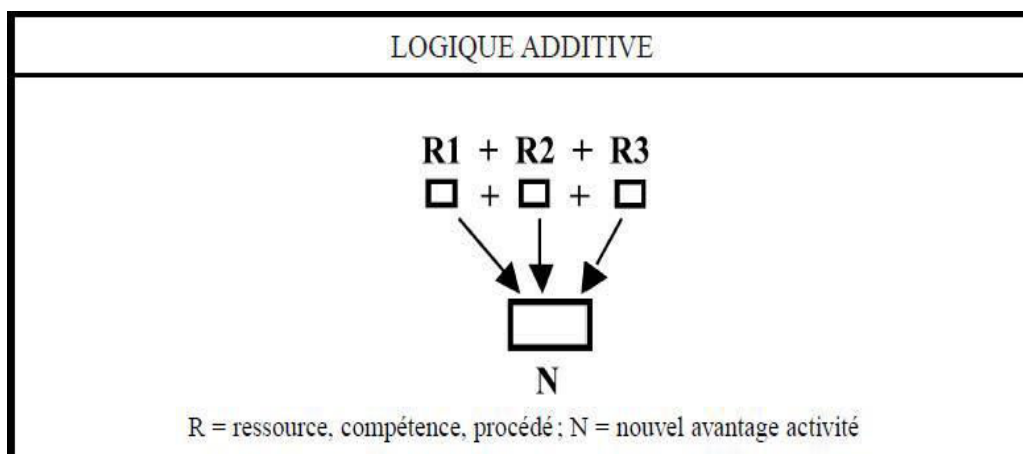 LOGIQUE ADDITIVE
R1 + R2 + R3
+ +
N
R = ressource, compétence, procédé ; N = nouvel avantage activité